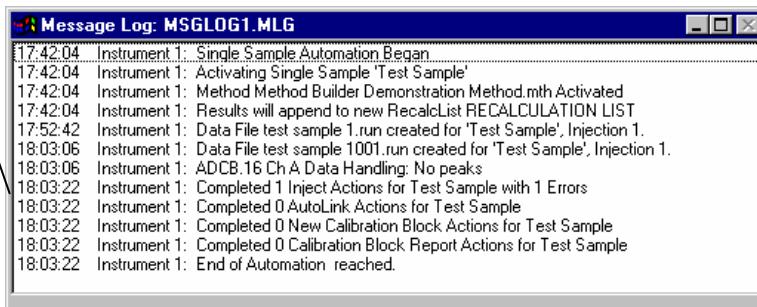 Message Log: MSGLOG1.MLG
17:42:04 Instrument 1: Single Sample Automation Began
17:42:04 Instrument 1: Activating Single Sample 'Test Sample'
17:42:04 Instrument 1: Method Method Builder Demonstration Method.mth Activated
17:42:04 Instrument 1: Results will append to new RecalcList RECALCULATION LIST
17:52:42 Instrument 1: Data File test sample 1.run created for 'Test Sample', Injection 1.
18:03:06 Instrument 1: Data File test sample 1001.run created for 'Test Sample', Injection 1.
18:03:06 Instrument 1: ADCB.16 Ch A Data Handling: No peaks
18:03:22 Instrument 1: Completed 1 Inject Actions for Test Sample with 1 Errors
18:03:22 Instrument 1: Completed 0 AutoLink Actions for Test Sample
18:03:22 Instrument 1: Completed 0 New Calibration Block Actions for Test Sample
18:03:22 Instrument 1: Completed 0 Calibration Block Report Actions for Test Sample
18:03:22 Instrument 1: End of Automation reached.